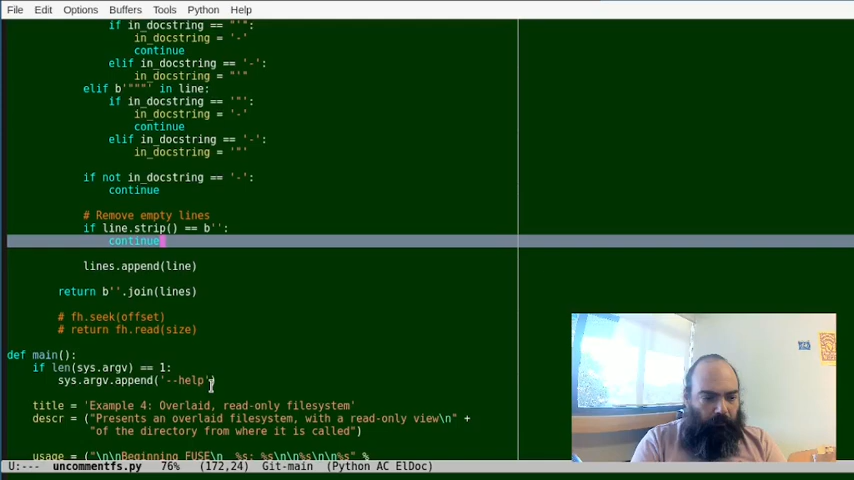 File Edit Options Buffers Tools Python Help
if in_docstring == "'":
in_docstring = '-'
continue
elif in_docstring == '-':
in_docstring = "'"
elif b'"""' in line:
if in_docstring == '"':
in_docstring = '-'
continue
elif in_docstring == '-':
in_docstring = '"'
if not in_docstring == '-':
continue
# Remove empty lines
if line.strip() == b'':
continue
lines.append(line)
return b''.join(lines)
# fh.seek(offset)
# return fh.read(size)
def main():
if len(sys.argv) == 1:
sys.argv.append('--help')
title = 'Example 4: Overlaid, read-only filesystem'
descr = ("Presents an overlaid filesystem, with a read-only view\n" +
"of the directory from where it is called")
usage = ("\n\nBeginning FUSE\n %s: %s\n\n%s\n\n%s" %
U:--- uncommentfs.py 76% (172,24) Git-main (Python AC ElDoc)